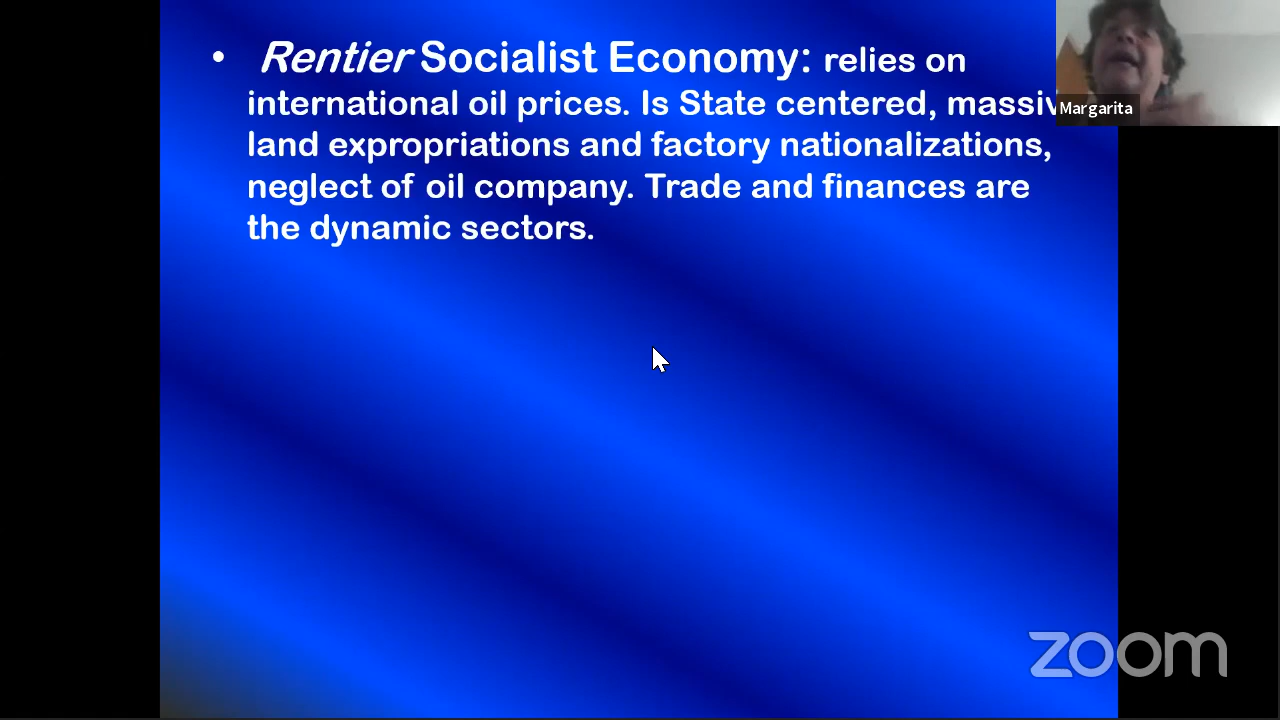 • Rentier Socialist Economy: relies on
international oil prices. Is State centered, massiv
land expropriations and factory nationalizations,
neglect of oil company. Trade and finances are
the dynamic sectors.
Margarita
zoom